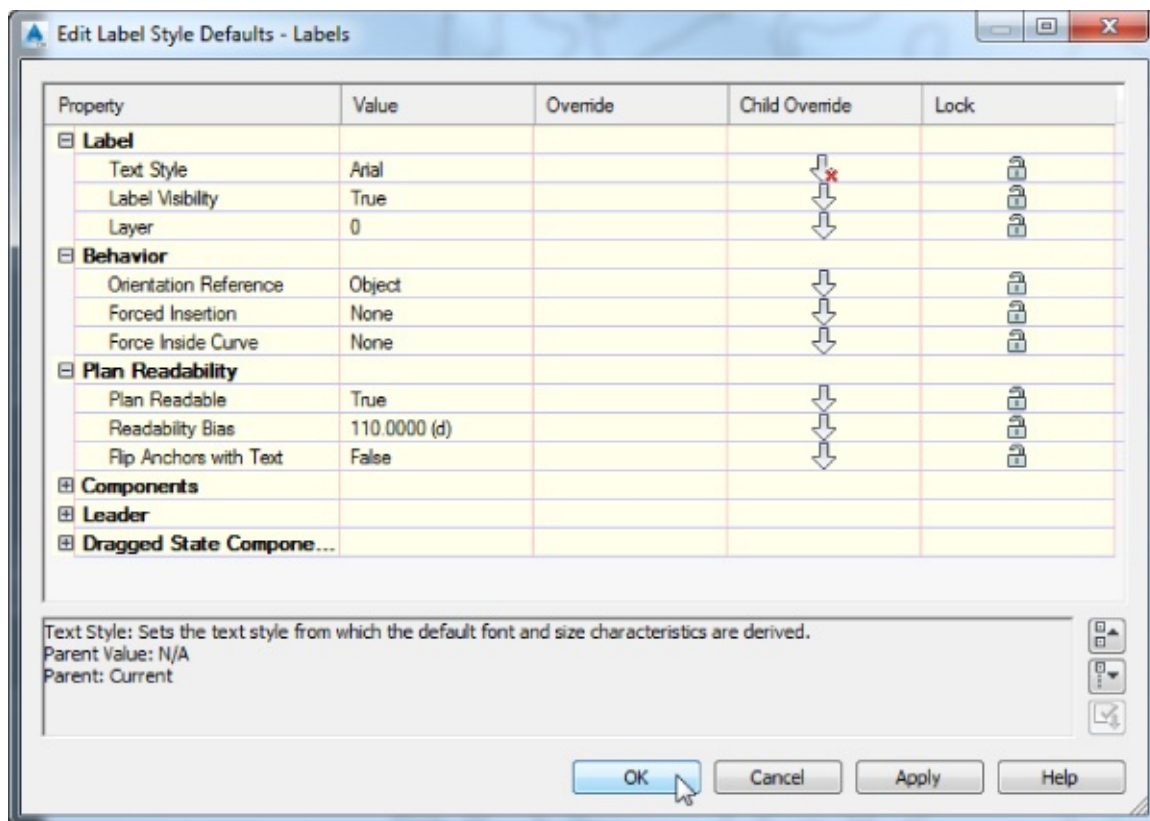 Edit Label Style Defaults - Labels
Property Value Override Child Override Lock
Label
Text Style Arial
Label Visibility True
Layer 0
Behavior
Orientation Reference Object
Forced Insertion None
Force Inside Curve None
Plan Readability
Plan Readable True
Readability Bias 110.0000 (d)
Flip Anchors with Text False
Components
Leader
Dragged State Compone...
Text Style: Sets the text style from which the default font and size characteristics are derived.
Parent Value: N/A
Parent: Current
OK Cancel Apply Help